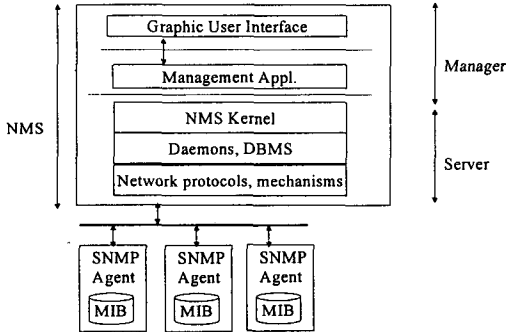 Graphic User Interface
Management Appl.
Manager
NMS
NMS Kernel
Daemons, DBMS
Server
Network protocols, mechanisms
SNMP
Agent
MIB
SNMP
Agent
MIB
SNMP
Agent
MIB